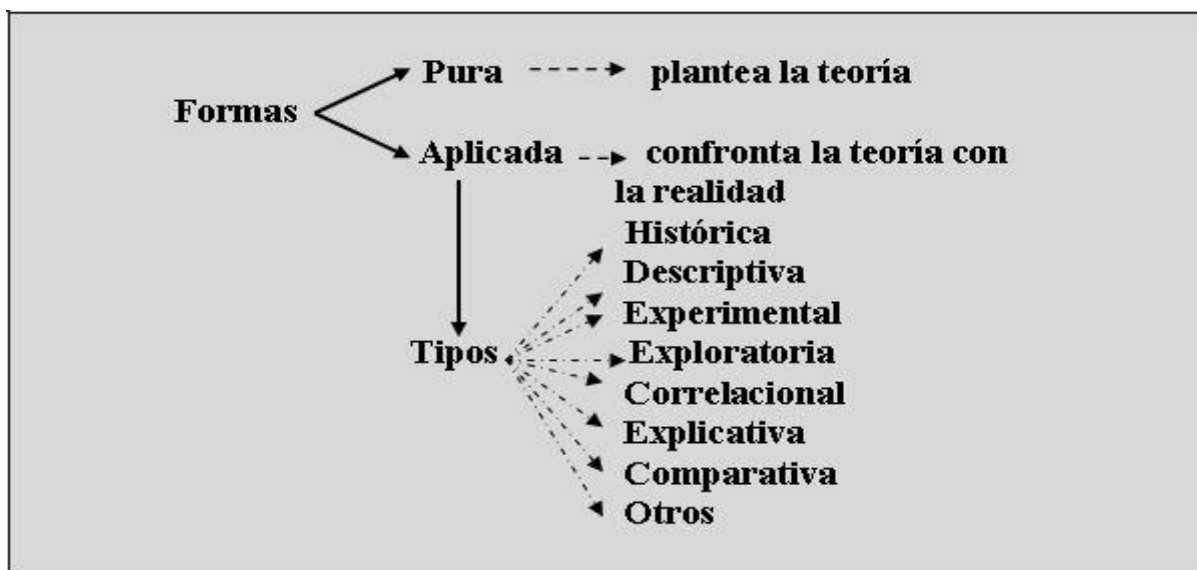 Pura
plantea la teoría
Formas
Aplicada
confronta la teoría con
la realidad
Histórica
Descriptiva
Experimental
Tipos
Exploratoria
Correlacional
Explicativa
Comparativa
Otros